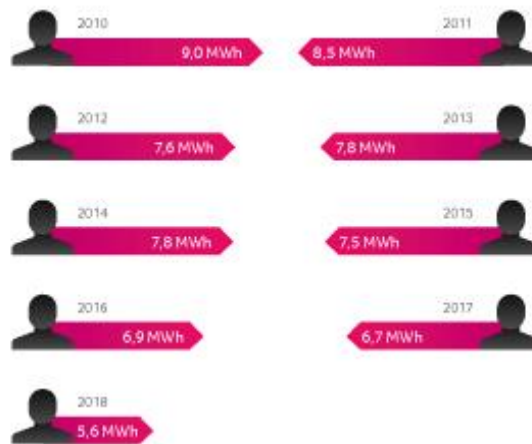 2010
9,0 MWh
2011
8,5 MWh
2012
7,6 MWh
2013
7,8 MWh
2014
7,8 MWh
2015
7,5 MWh
2016
6,9 MWh
2017
6,7 MWh
2018
5,6 MWh